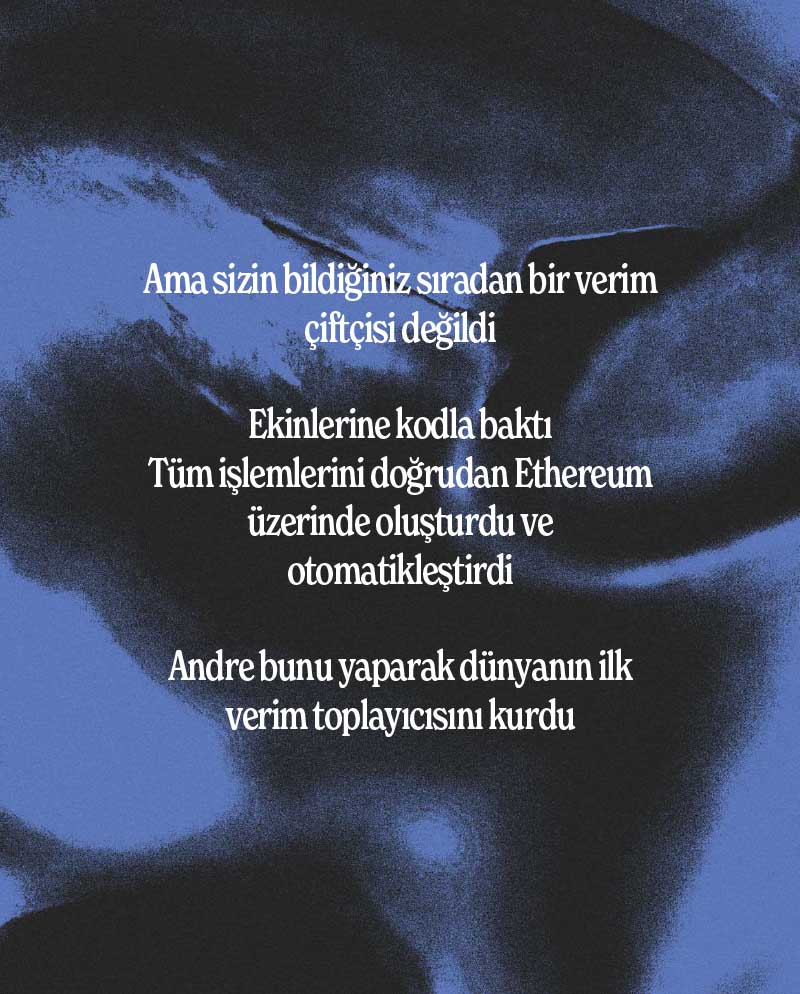 Ama sizin bildiğiniz sıradan bir verim
çiftçisi değildi
Ekinlerine kodla baktı
Tüm işlemlerini doğrudan Ethereum
üzerinde oluşturdu ve
otomatikleştirdi
Andre bunu yaparak dünyanın ilk
verim toplayıcısını kurdu